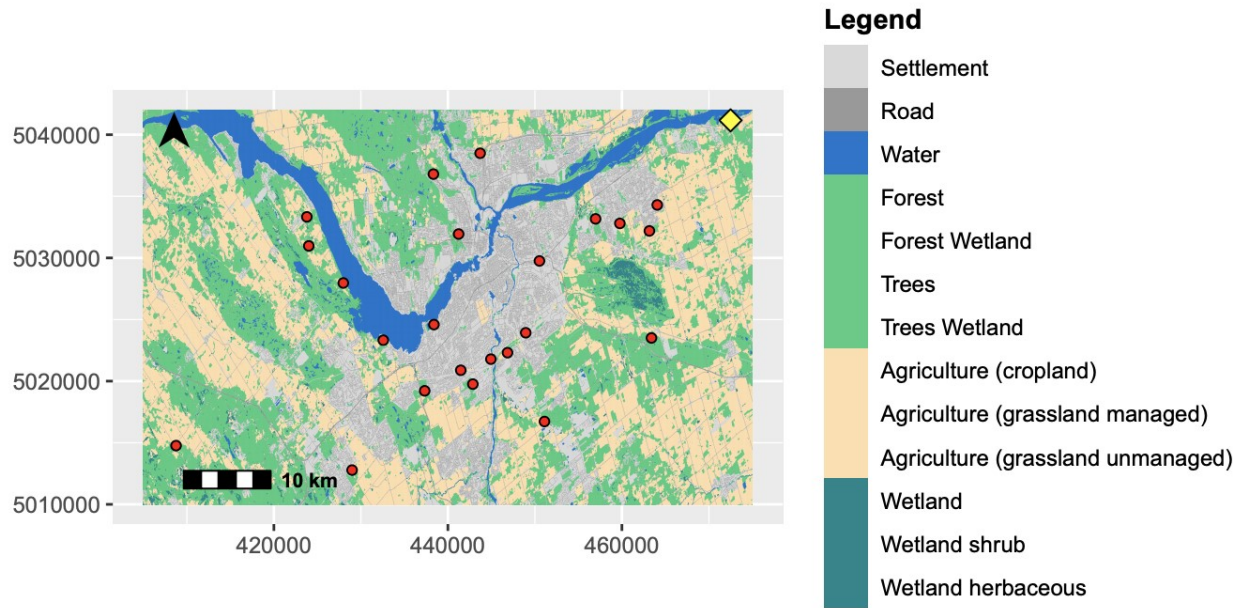 Legend
Settlement
Road
Water
Forest
Forest Wetland
Trees
Trees Wetland
Agriculture (cropland)
Agriculture (grassland managed)
Agriculture (grassland unmanaged)
Wetland
Wetland shrub
Wetland herbaceous
5040000
5030000
5020000
5010000
10 km
420000 440000 460000